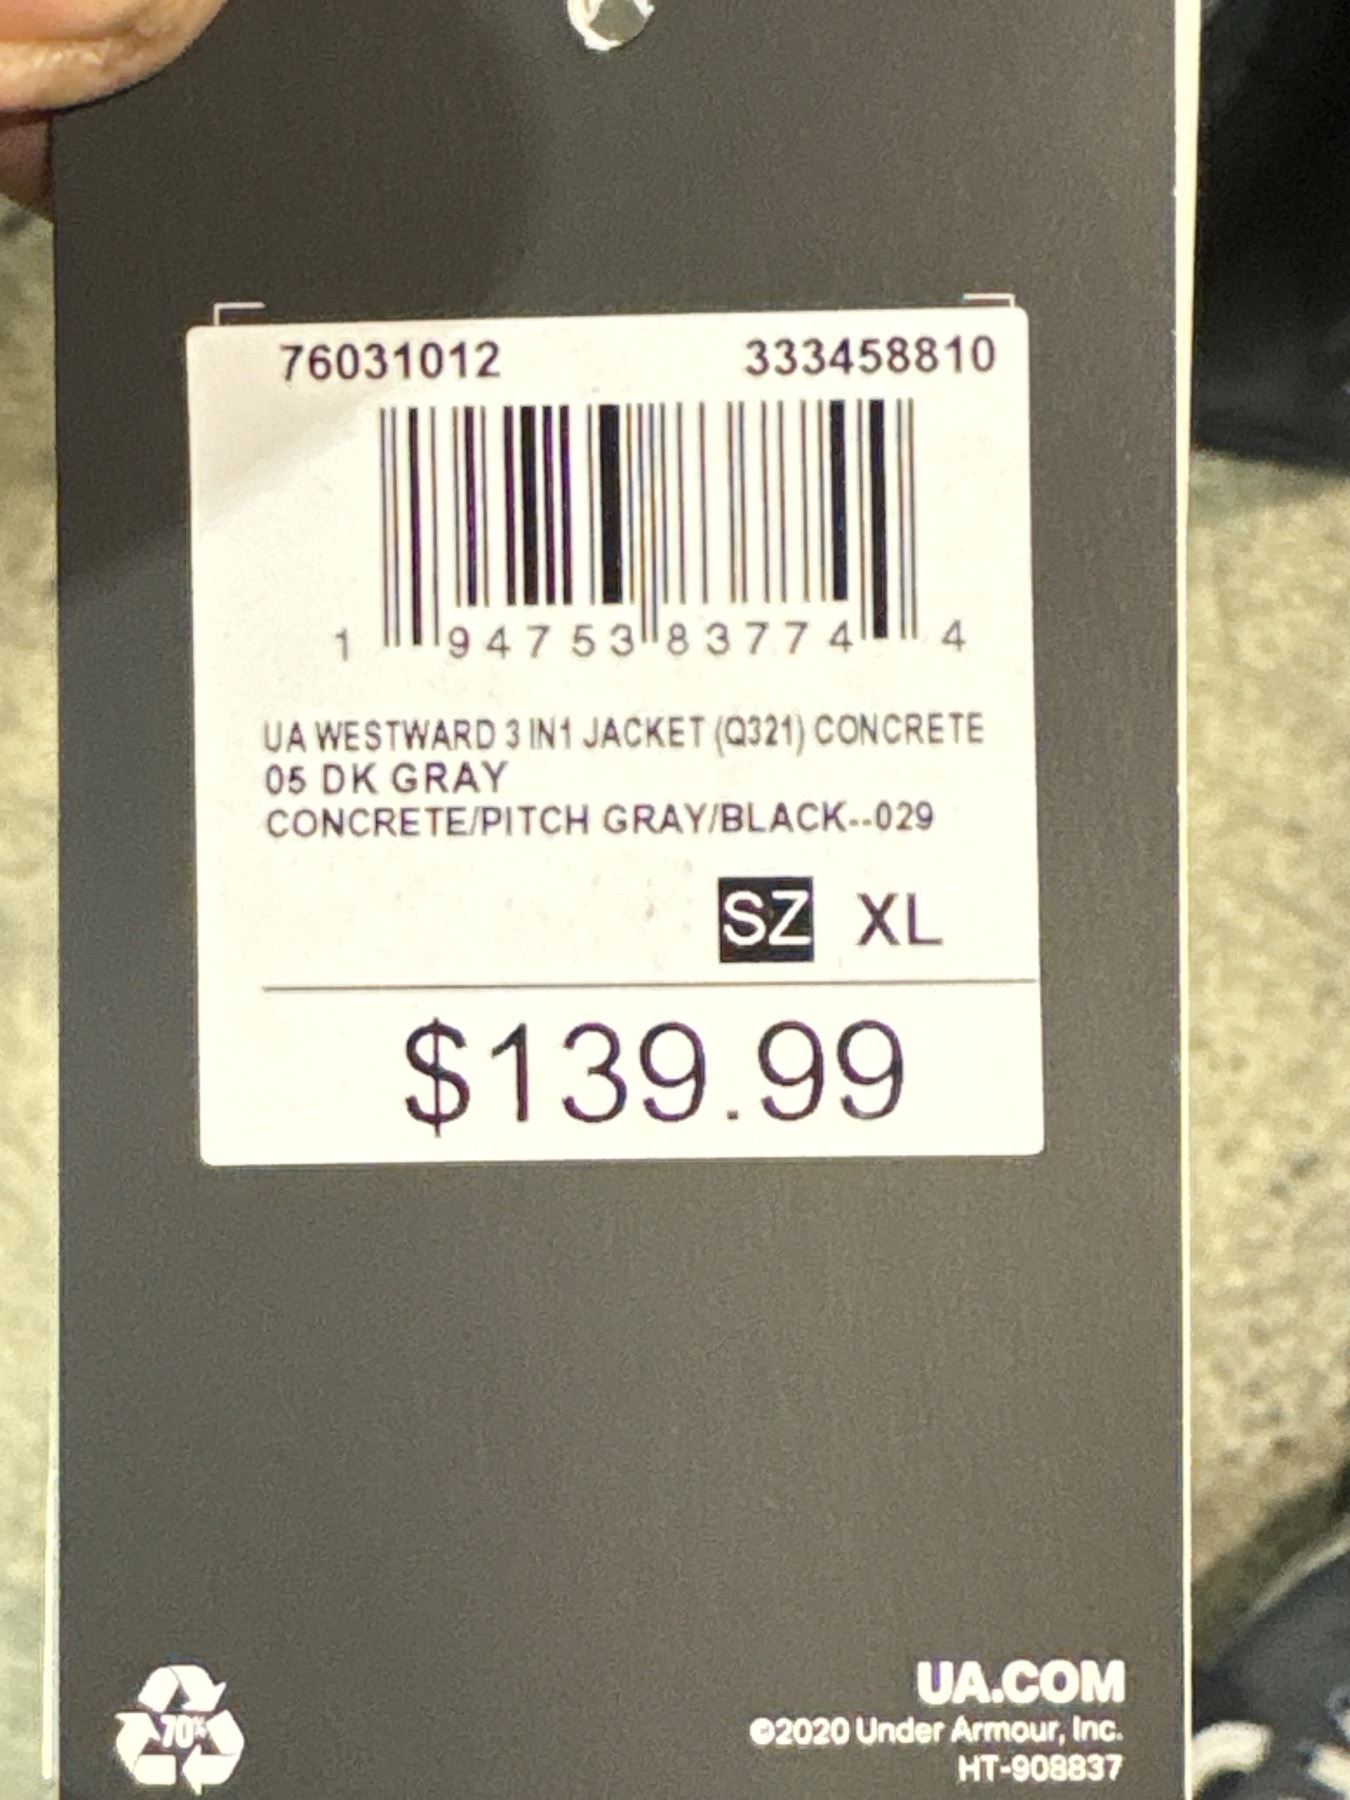 76031012 333458810
1 94753 83774 4
UA WESTWARD 3 IN1 JACKET (Q321) CONCRETE
05 DK GRAY
CONCRETE/PITCH GRAY/BLACK--029
SZ XL
$139.99
70%
UA.COM
©2020 Under Armour, Inc.
HT-908837